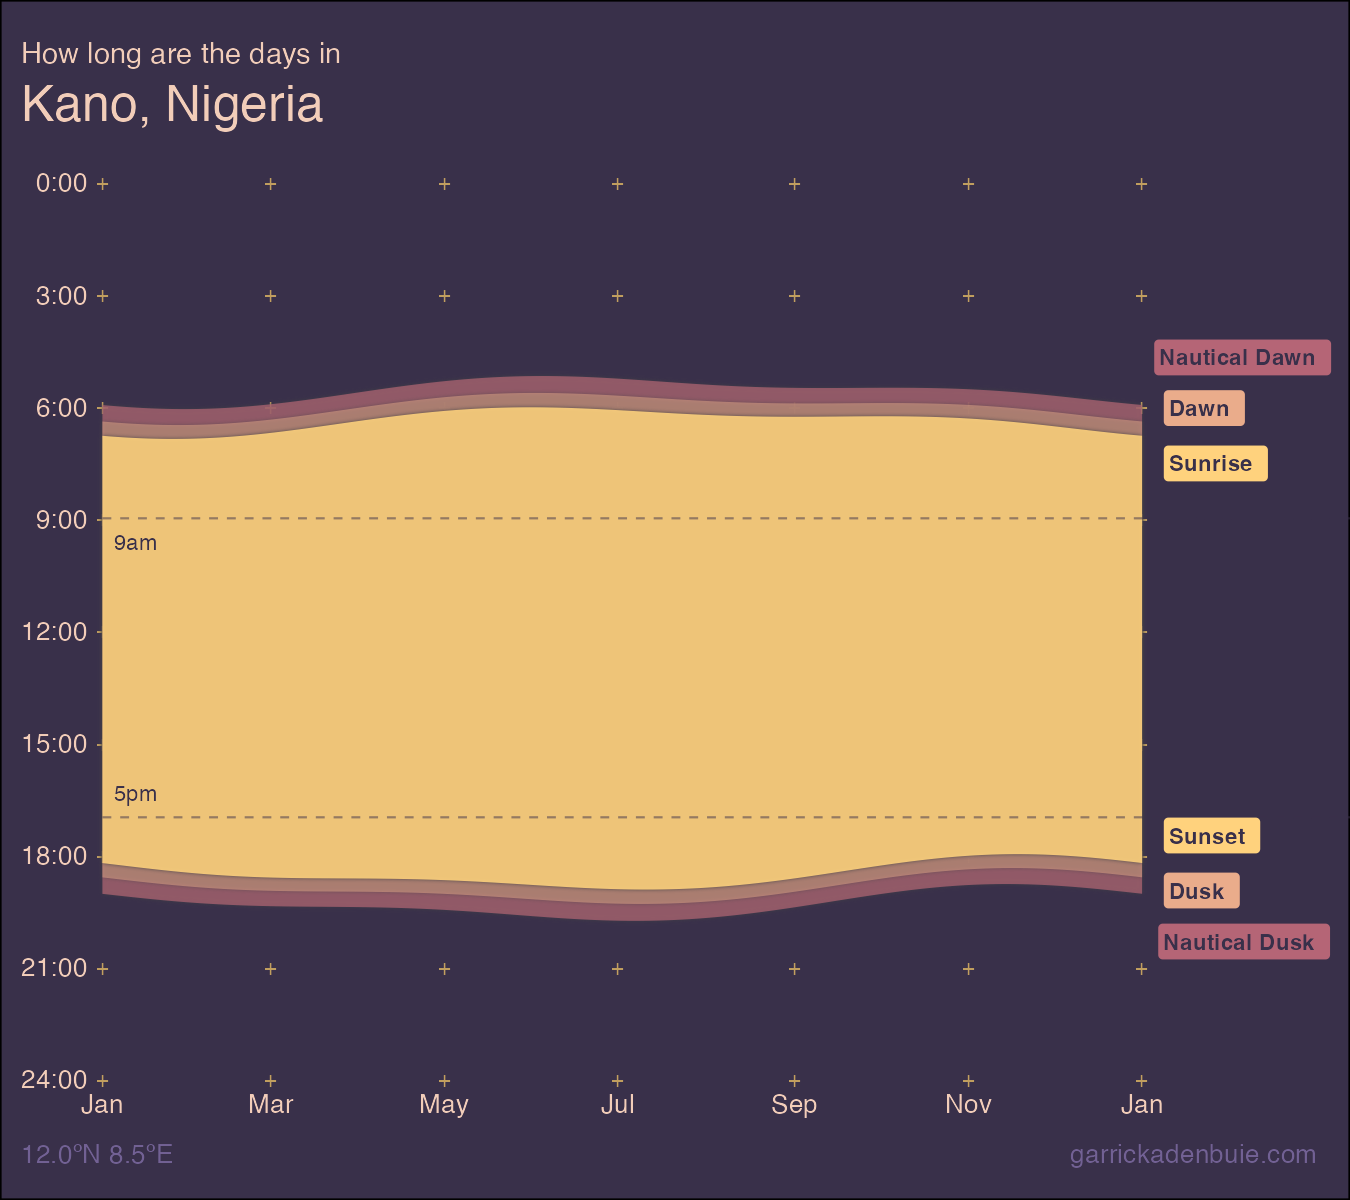 How long are the days in
Kano, Nigeria
0:00
3:00
Nautical Dawn
6:00
Dawn
Sunrise
9:00
9am
12:00
15:00
5pm
Sunset
18:00
Dusk
Nautical Dusk
21:00
24:00
Jan Mar May Jul Sep Nov Jan
12.0°N 8.5°E garrickadenbuie.com